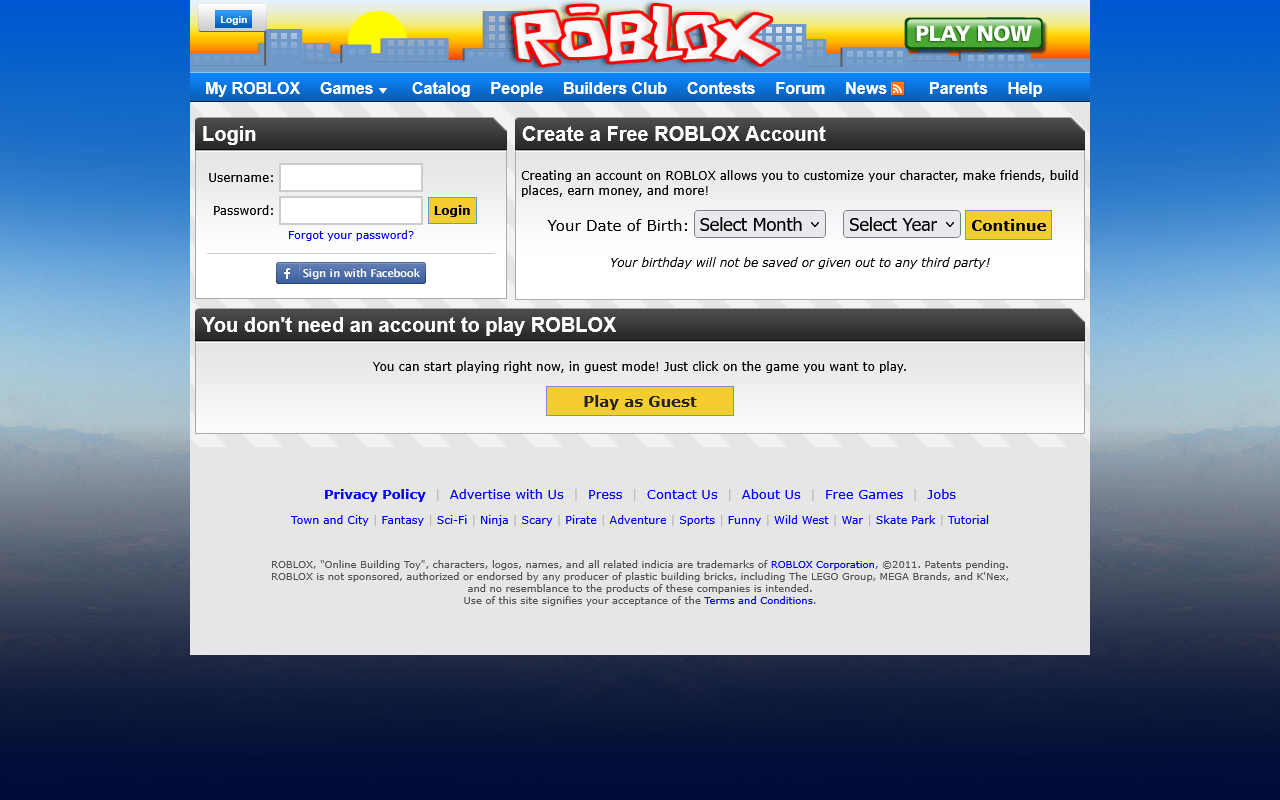 Login
ROBLOX
PLAY NOW
My ROBLOX Games Catalog People Builders Club Contests Forum News Parents Help
Login
Username:
Password: Login
Forgot your password?
f Sign in with Facebook
Create a Free ROBLOX Account
Creating an account on ROBLOX allows you to customize your character, make friends, build
places, earn money, and more!
Your Date of Birth: Select Month Select Year Continue
Your birthday will not be saved or given out to any third party!
You don't need an account to play ROBLOX
You can start playing right now, in guest mode! Just click on the game you want to play.
Play as Guest
Privacy Policy | Advertise with Us | Press | Contact Us | About Us | Free Games | Jobs
Town and City | Fantasy | Sci-Fi | Ninja | Scary | Pirate | Adventure | Sports | Funny | Wild West | War | Skate Park | Tutorial
ROBLOX, "Online Building Toy", characters, logos, names, and all related indicia are trademarks of ROBLOX Corporation, ©2011. Patents pending.
ROBLOX is not sponsored, authorized or endorsed by any producer of plastic building bricks, including The LEGO Group, MEGA Brands, and K'Nex,
and no resemblance to the products of these companies is intended.
Use of this site signifies your acceptance of the Terms and Conditions.